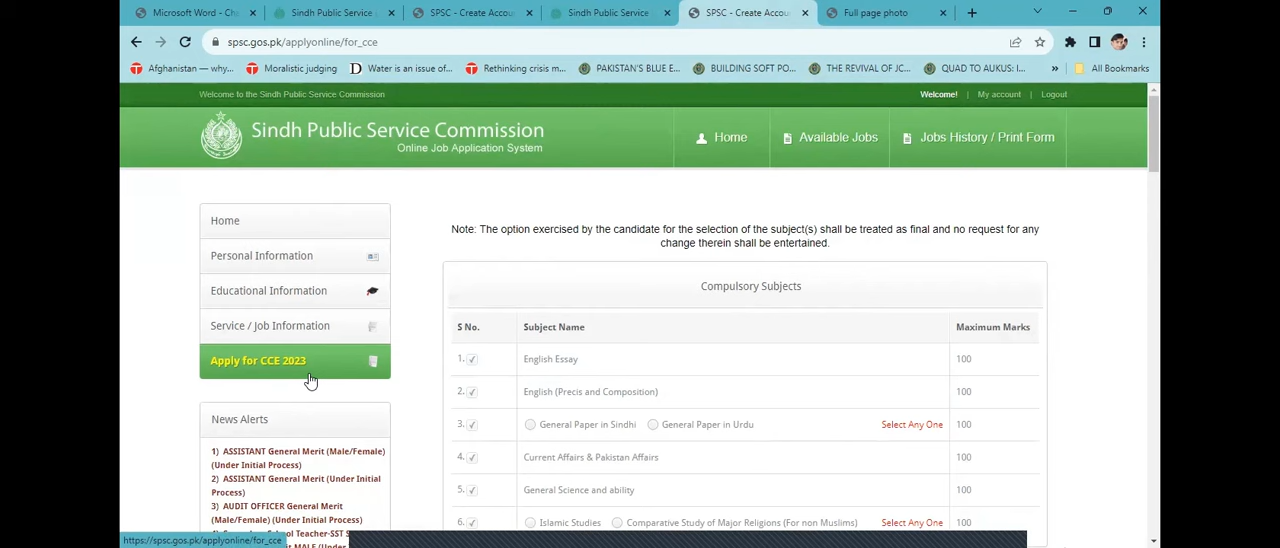 Microsoft Word - Ch
Sindh Public Service
SPSC - Create Accou
Sindh Public Service
SPSC - Create Accou
Full page photo
spsc.gos.pk/applyonline/for_cce
Afghanistan — why...
Moralistic judging
Water is an issue of...
Rethinking crisis m...
PAKISTAN'S BLUE E...
BUILDING SOFT PO...
THE REVIVAL OF JC...
QUAD TO AUKUS: I...
»
All Bookmarks
Welcome to the Sindh Public Service Commission
Welcome! | My account | Logout
Sindh Public Service Commission
Online Job Application System
Home
Available Jobs
Jobs History / Print Form
Home
Personal Information
Educational Information
Service / Job Information
Apply for CCE 2023
News Alerts
1) ASSISTANT General Merit (Male/Female)
(Under Initial Process)
2) ASSISTANT General Merit (Under Initial
Process)
3) AUDIT OFFICER General Merit
(Male/Female) (Under Initial Process)
https://spsc.gos.pk/applyonline/for_cce
Note: The option exercised by the candidate for the selection of the subject(s) shall be treated as final and no request for any
change therein shall be entertained.
Compulsory Subjects
S No. Subject Name Maximum Marks
1. English Essay 100
2. English (Precis and Composition) 100
3. General Paper in Sindhi General Paper in Urdu Select Any One 100
4. Current Affairs & Pakistan Affairs 100
5. General Science and ability 100
6. Islamic Studies Comparative Study of Major Religions (For non Muslims) Select Any One 100